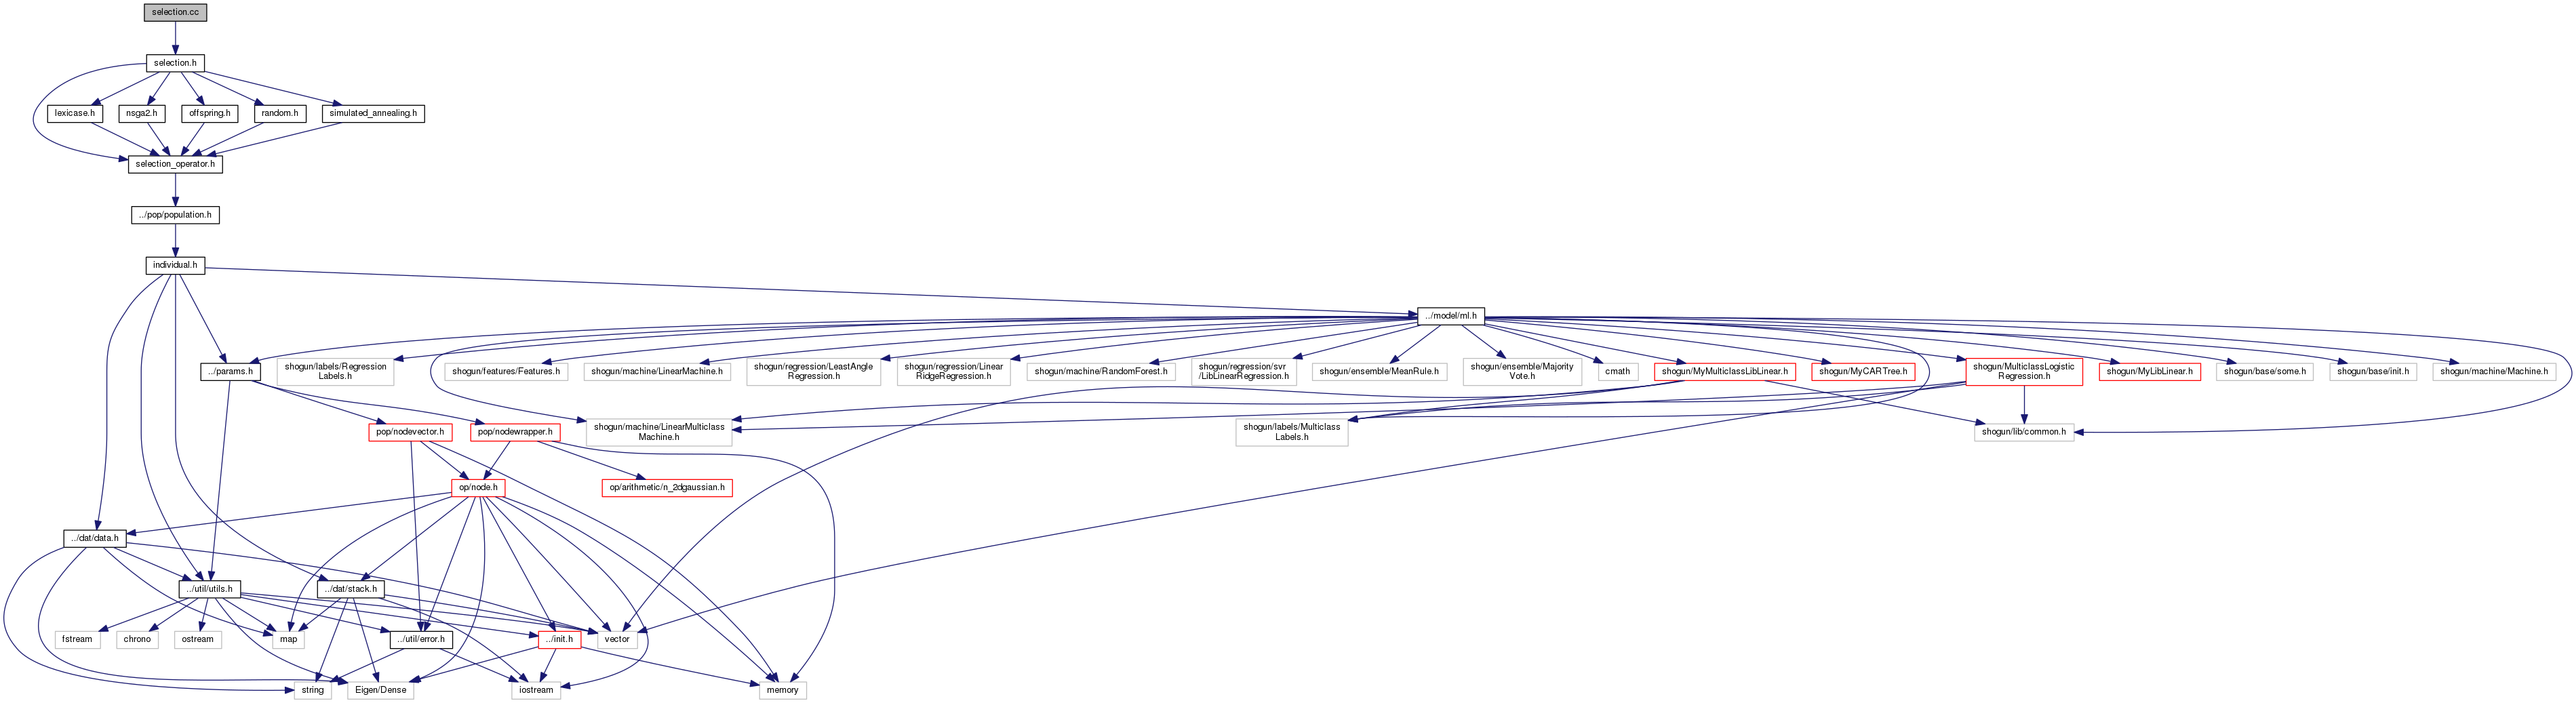 selection.cc
selection.h
lexicase.h
nsga2.h
offspring.h
random.h
simulated_annealing.h
selection_operator.h
../pop/population.h
individual.h
../model/ml.h
../params.h
shogun/labels/Regression
Labels.h
shogun/features/Features.h
shogun/machine/LinearMachine.h
shogun/regression/LeastAngle
Regression.h
shogun/regression/Linear
RidgeRegression.h
shogun/machine/RandomForest.h
shogun/regression/svr
/LibLinearRegression.h
shogun/ensemble/MeanRule.h
shogun/ensemble/Majority
Vote.h
cmath
shogun/MyMulticlassLibLinear.h
shogun/MyCARTree.h
shogun/MulticlassLogistic
Regression.h
shogun/MyLibLinear.h
shogun/base/some.h
shogun/base/init.h
shogun/machine/Machine.h
pop/nodevector.h
pop/nodewrapper.h
shogun/machine/LinearMulticlass
Machine.h
shogun/labels/Multiclass
Labels.h
shogun/lib/common.h
op/node.h
op/arithmetic/n_2dgaussian.h
../dat/data.h
../util/utils.h
../dat/stack.h
fstream
chrono
ostream
map
../util/error.h
../init.h
vector
string
Eigen/Dense
iostream
memory